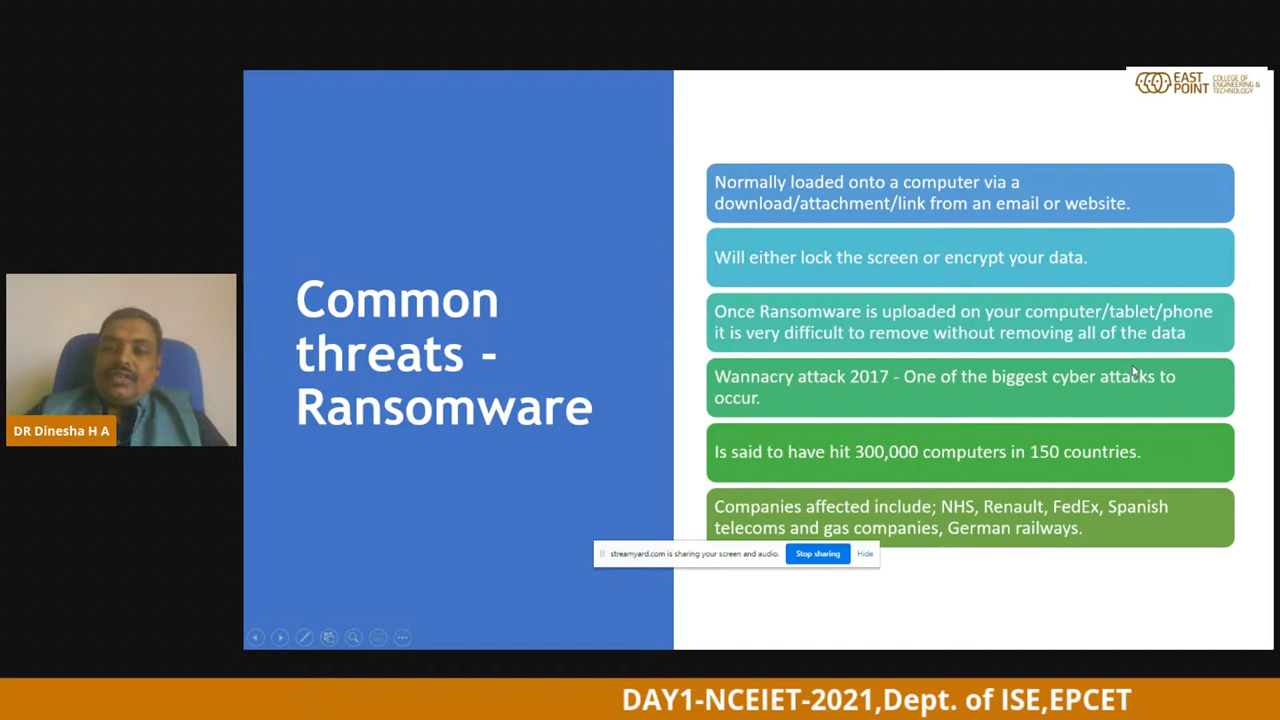 EAST
POINT
COLLEGE OF
ENGINEERING &
TECHNOLOGY
Normally loaded onto a computer via a
download/attachment/link from an email or website.
Will either lock the screen or encrypt your data.
Common
threats -
Ransomware
Once Ransomware is uploaded on your computer/tablet/phone
it is very difficult to remove without removing all of the data
Wannacry attack 2017 - One of the biggest cyber attacks to
occur.
Is said to have hit 300,000 computers in 150 countries.
Companies affected include; NHS, Renault, FedEx, Spanish
telecoms and gas companies, German railways.
DR Dinesha H A
streamyard.com is sharing your screen and audio.
Stop sharing
Hide
DAY1-NCEIET-2021,Dept. of ISE,EPCET